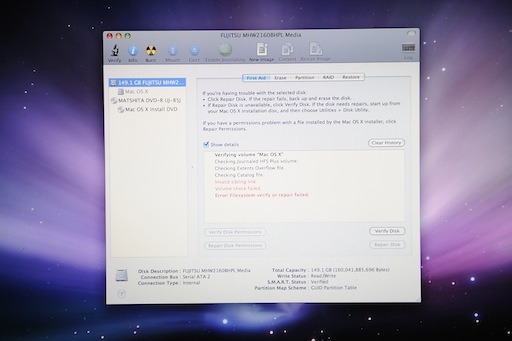 FUJITSU MHW2160BHPL Media
Verify Info Burn Mount Eject Enable Journaling New Image Convert Resize Image Log
149.1 GB FUJITSU MHW2...
Mac OS X
MATSHITA DVD-R UJ-85J
Mac OS X Install DVD
First Aid Erase Partition RAID Restore
If you're having trouble with the selected disk:
• Click Repair Disk. If the repair fails, back up and erase the disk.
• If Repair Disk is unavailable, click Verify Disk. If the disk needs repairs, start up from
your Mac OS X installation disc, and then choose Utilities > Disk Utility.
If you have a permissions problem with a file installed by the Mac OS X installer, click
Repair Permissions.
Show details
Clear History
Verifying volume "Mac OS X"
Checking Journaled HFS Plus volume.
Checking Extents Overflow file.
Checking Catalog file.
Invalid sibling link
Volume check failed.
Error: Filesystem verify or repair failed.
Verify Disk Permissions
Verify Disk
Repair Disk Permissions
Repair Disk
Disk Description : FUJITSU MHW2160BHPL Media
Total Capacity : 149.1 GB (160,041,885,696 Bytes)
Connection Bus : Serial ATA 2
Write Status : Read/Write
Connection Type : Internal
S.M.A.R.T. Status : Verified
Partition Map Scheme : GUID Partition Table
?